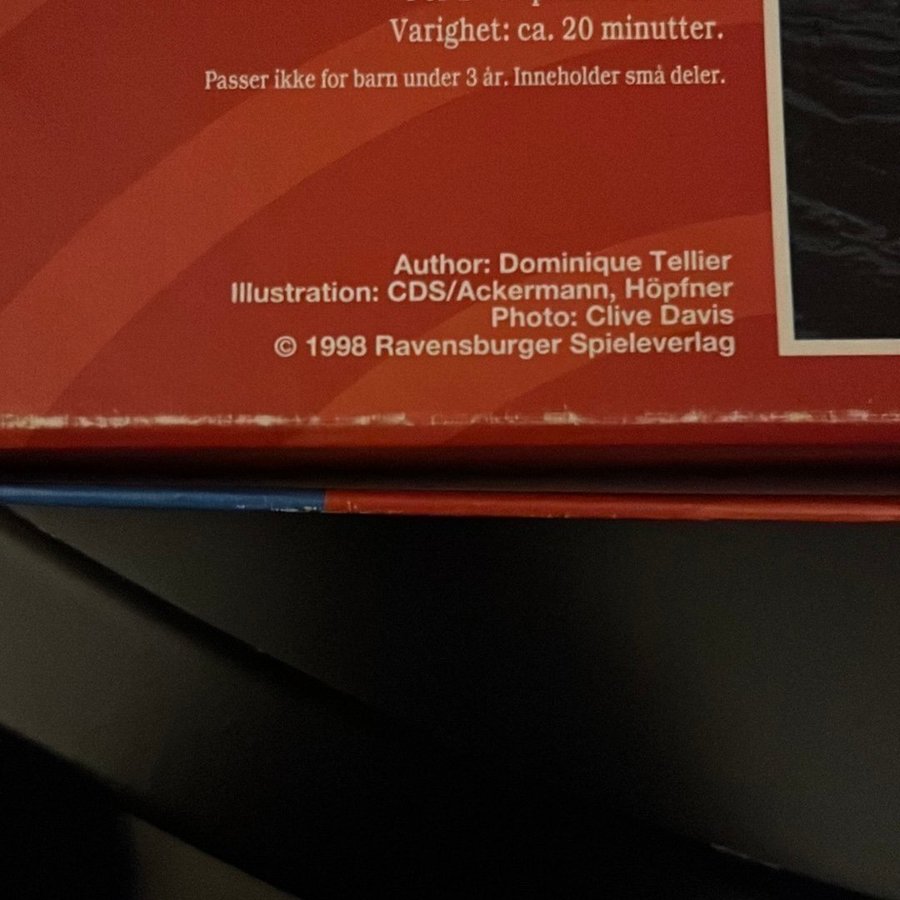 Varighet: ca. 20 minutter.
Passer ikke for barn under 3 år. Inneholder små deler.
Author: Dominique Tellier
Illustration: CDS/Ackermann, Höpfner
Photo: Clive Davis
© 1998 Ravensburger Spieleverlag